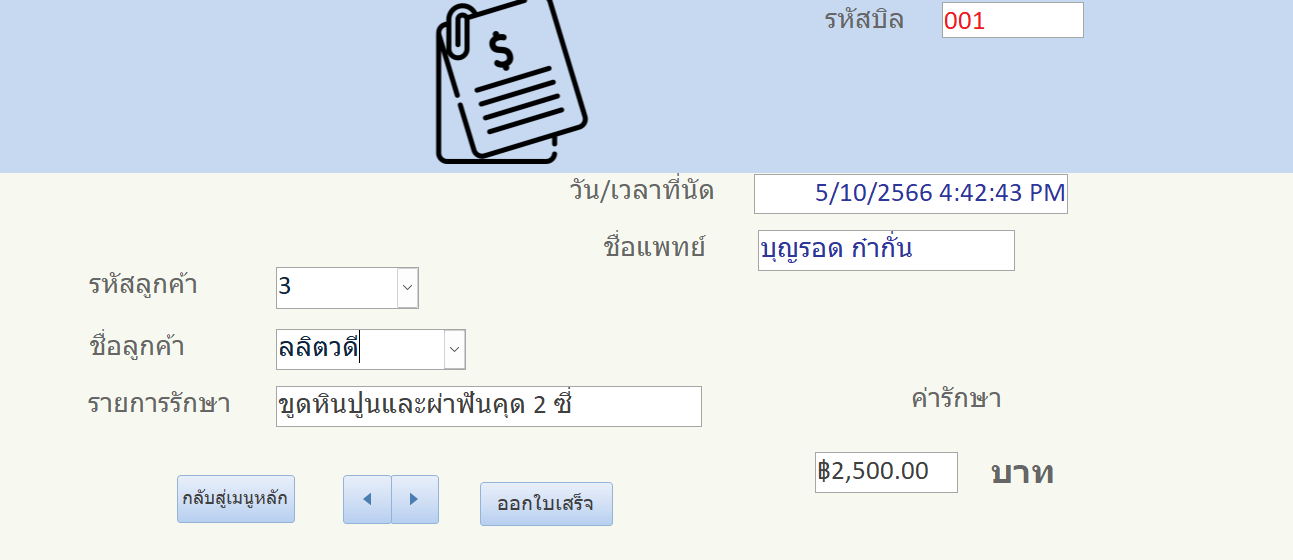 รหัสบิล 001
$
วัน/เวลาที่นัด 5/10/2566 4:42:43 PM
ชื่อแพทย์ บุญรอด ก๋ากั่น
รหัสลูกค้า 3
ชื่อลูกค้า ลลิตวดี
รายการรักษา ขูดหินปูนและผ่าฟันคุด 2 ซี่
ค่ารักษา
฿2,500.00 บาท
กลับสู่เมนูหลัก
ออกใบเสร็จ